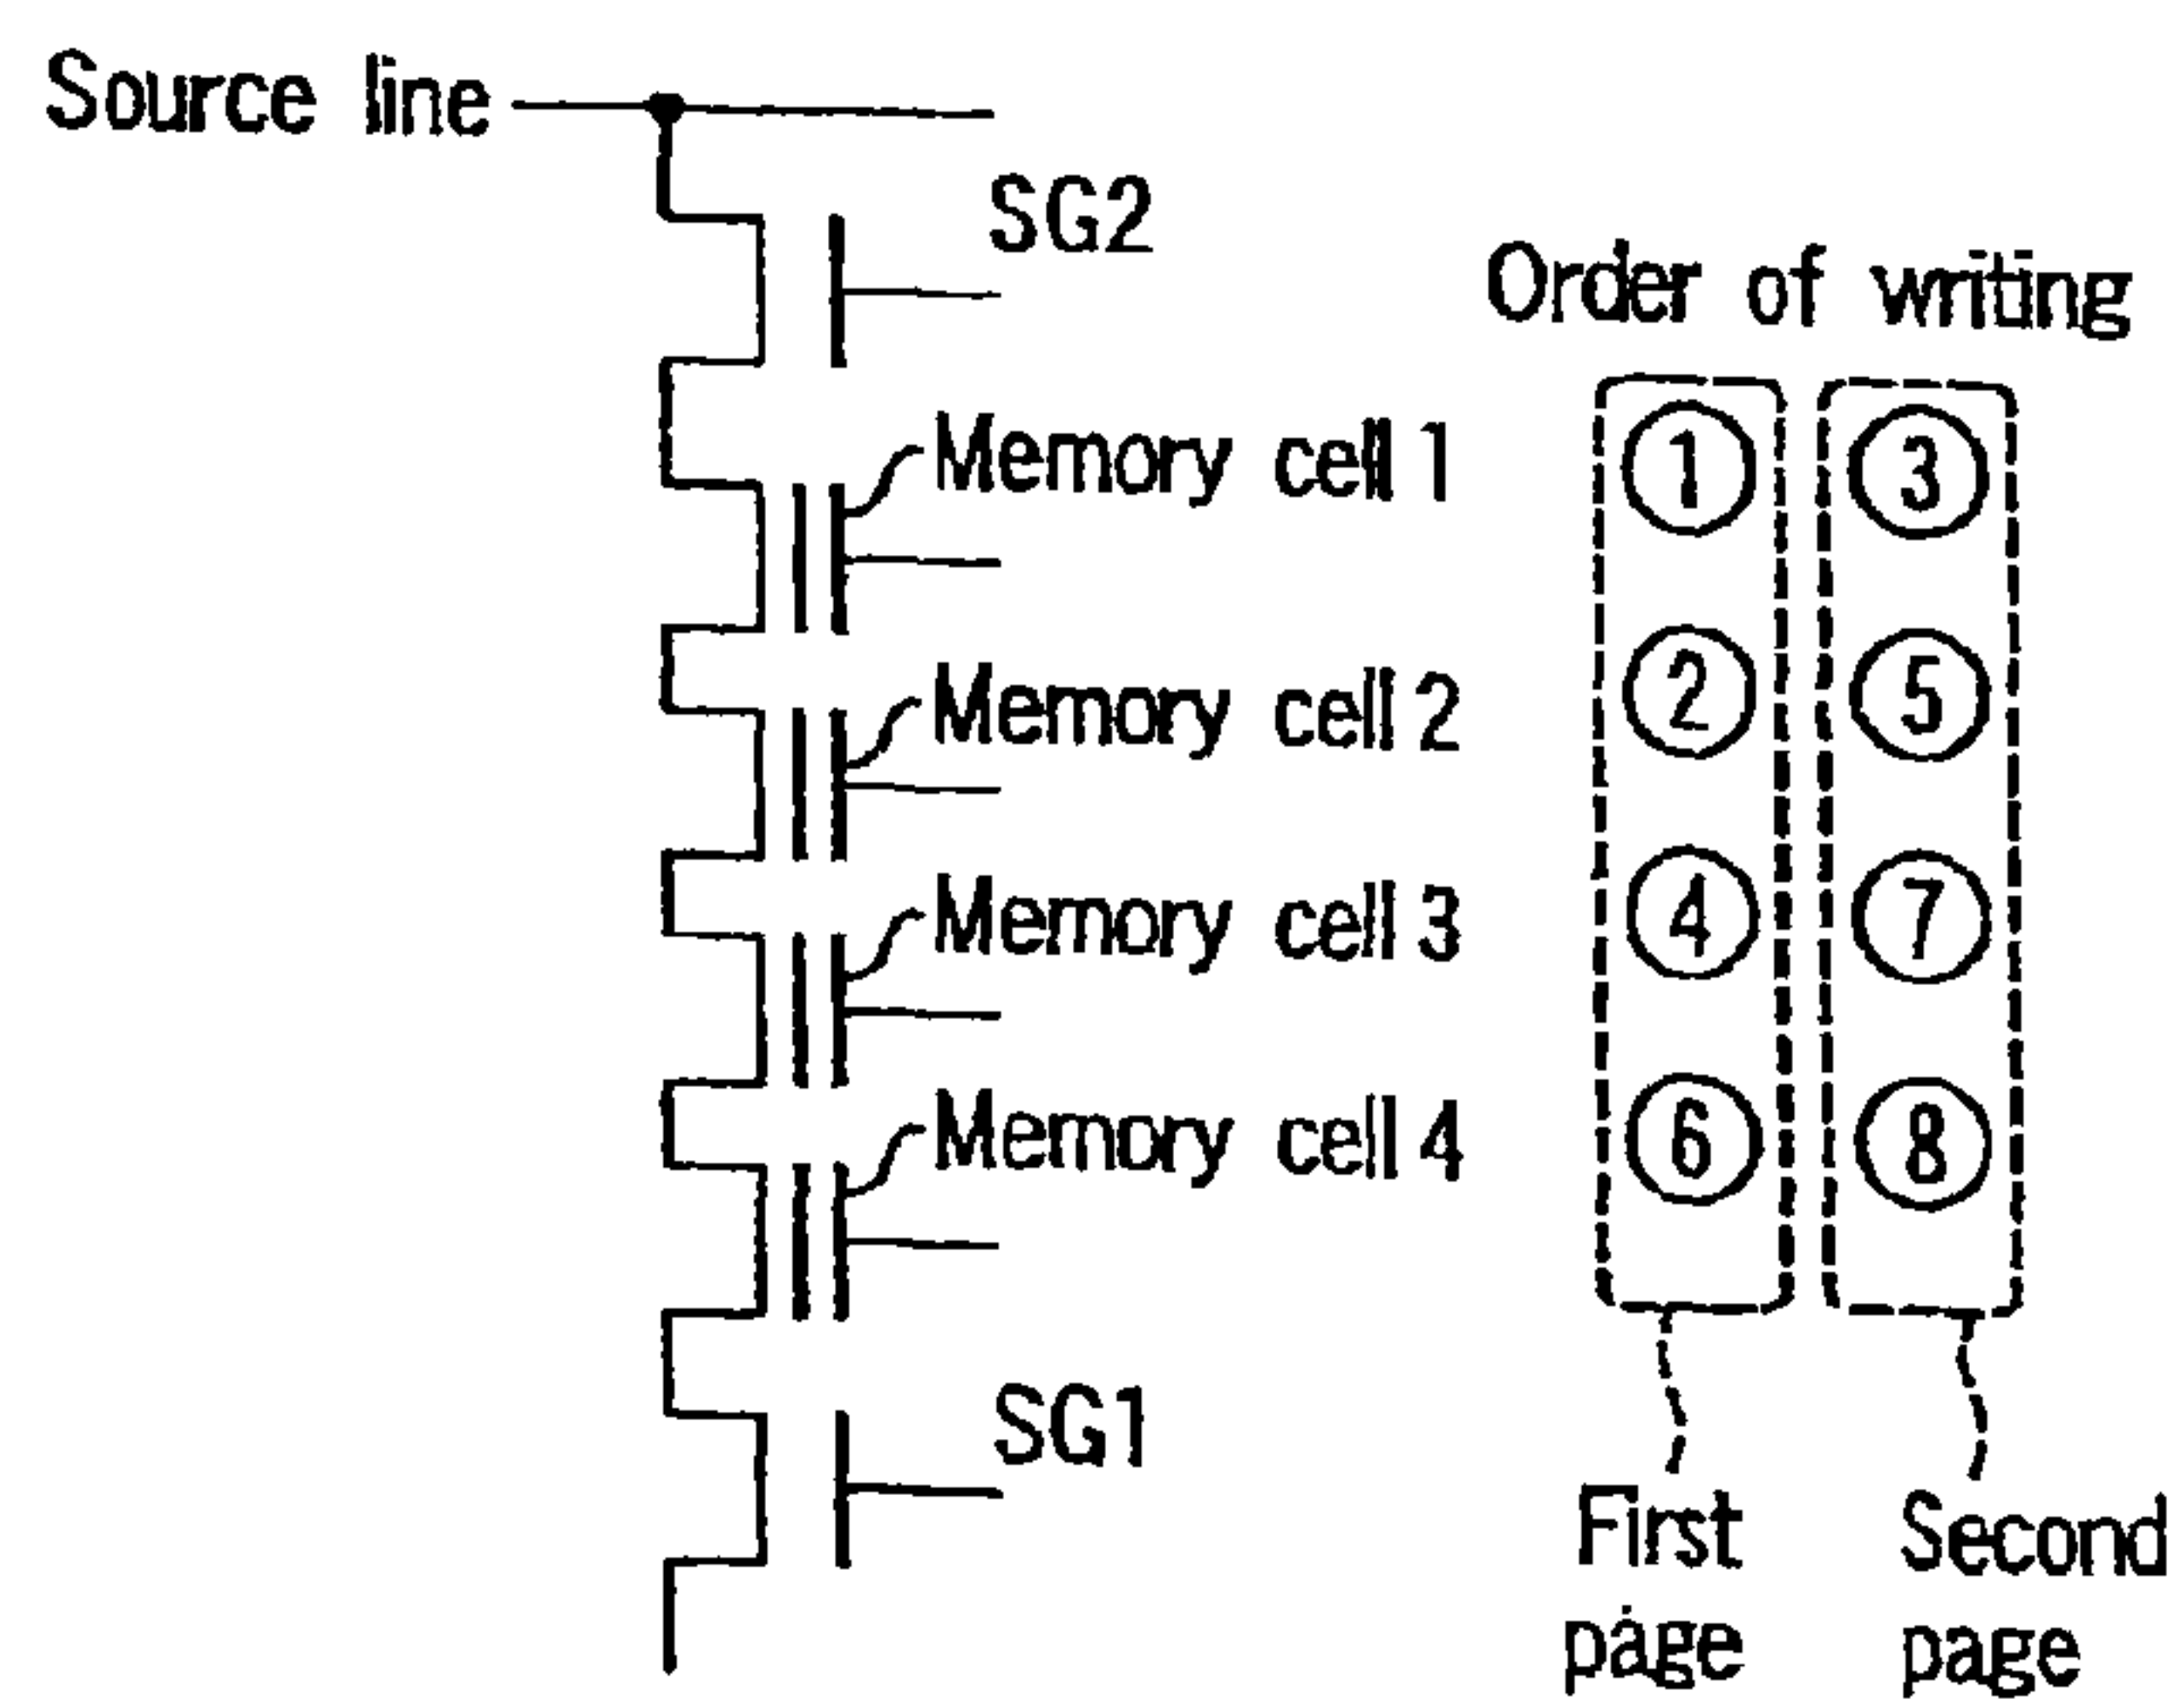 Source line
SG2
Order of writing
Memory cell 1 ① ③
Memory cell 2 ② ⑤
Memory cell 3 ④ ⑦
Memory cell 4 ⑥ ⑧
SG1
First page
Second page